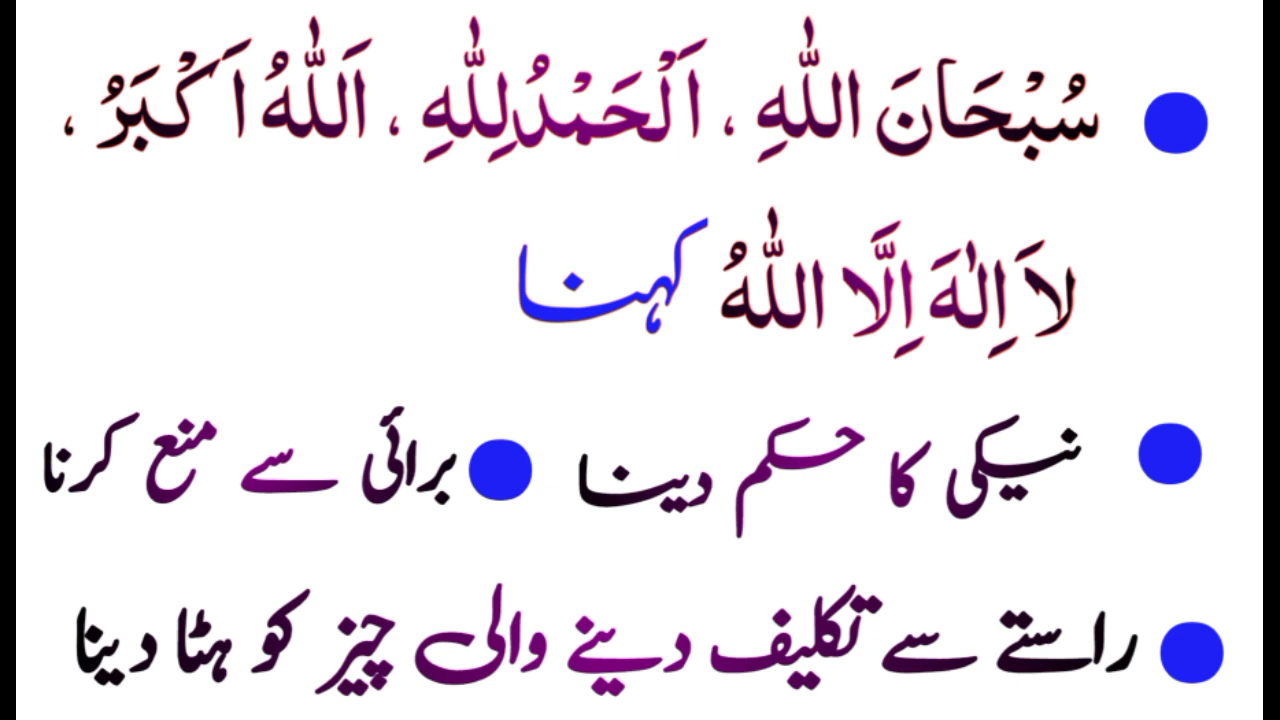 ● سُبْحَانَ اللّٰهِ ، اَلْحَمْدُلِلّٰهِ ، اَللّٰهُ اَكْبَرُ ،
لاَ اِلٰهَ اِلَّا اللّٰهُ کہنا
● نیکی کا حکم دینا ● برائی سے منع کرنا
● راستے سے تکلیف دینے والی چیز کو ہٹا دینا